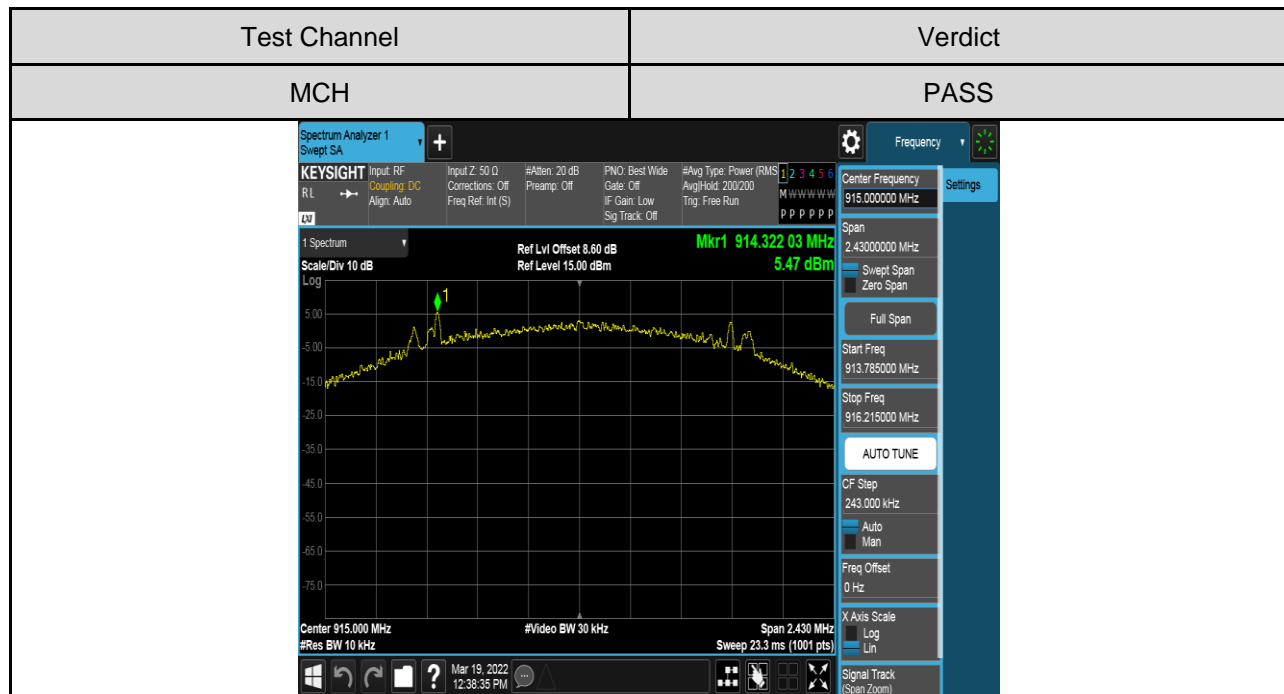 Test Channel
Verdict
MCH
PASS
Spectrum Analyzer 1
Swept SA
+
Frequency
KEYSIGHT
RL
LXI
Input: RF
Coupling: DC
Align: Auto
Input Z: 50 Ω
Corrections: Off
Freq Ref: Int (S)
#Atten: 20 dB
Preamp: Off
PNO: Best Wide
Gate: Off
IF Gain: Low
Sig Track: Off
#Avg Type: Power (RMS
Avg|Hold: 200/200
Trig: Free Run
1 2 3 4 5 6
M W W W W W
P P P P P P
1 Spectrum
Scale/Div 10 dB
Log
Ref Lvl Offset 8.60 dB
Ref Level 15.00 dBm
Mkr1 914.322 03 MHz
5.47 dBm
1
5.00
-5.00
-15.0
-25.0
-35.0
-45.0
-55.0
-65.0
-75.0
Center 915.000 MHz
#Video BW 30 kHz
Span 2.430 MHz
#Res BW 10 kHz
Sweep 23.3 ms (1001 pts)
?
Mar 19, 2022
12:38:35 PM
Center Frequency
915.000000 MHz
Settings
Span
2.43000000 MHz
Swept Span
Zero Span
Full Span
Start Freq
913.785000 MHz
Stop Freq
916.215000 MHz
AUTO TUNE
CF Step
243.000 kHz
Auto
Man
Freq Offset
0 Hz
X Axis Scale
Log
Lin
Signal Track
(Span Zoom)